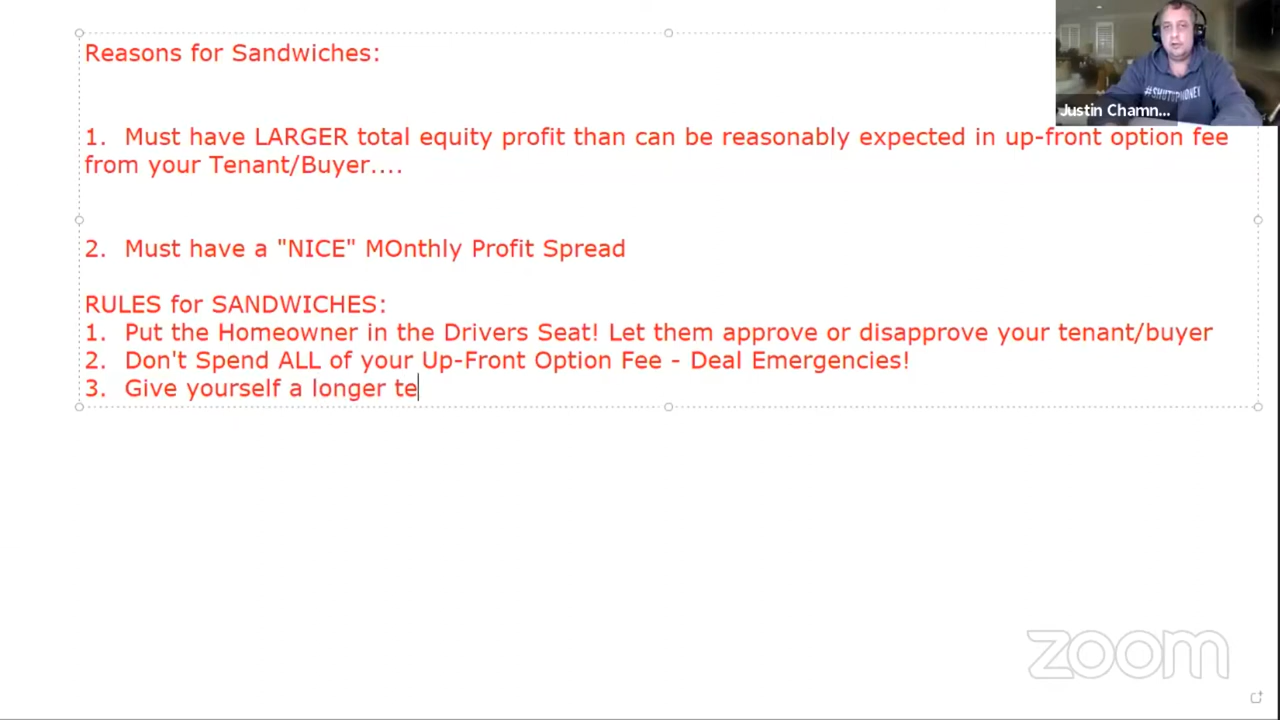 Reasons for Sandwiches:
1. Must have LARGER total equity profit than can be reasonably expected in up-front option fee
from your Tenant/Buyer....
2. Must have a "NICE" MOnthly Profit Spread
RULES for SANDWICHES:
1. Put the Homeowner in the Drivers Seat! Let them approve or disapprove your tenant/buyer
2. Don't Spend ALL of your Up-Front Option Fee - Deal Emergencies!
3. Give yourself a longer te
Justin Chamn...
zoom